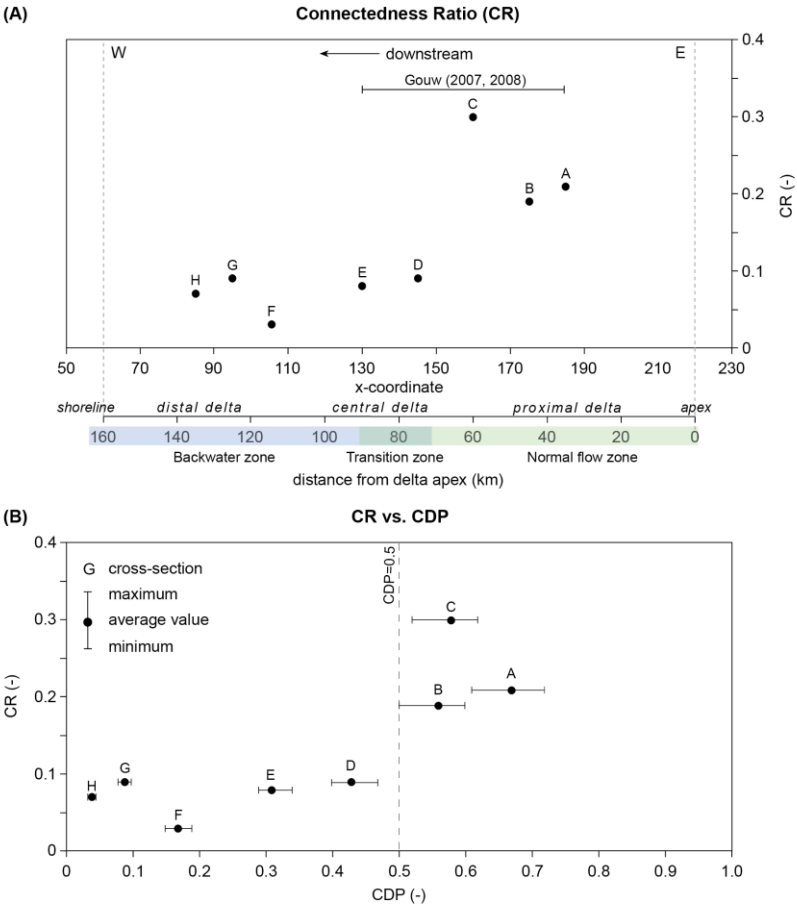 (A)
Connectedness Ratio (CR)
W
downstream
E
Gouw (2007, 2008)
C
A
B
G
H
E
D
F
0.4
0.3
0.2
0.1
0
CR (-)
50 70 90 110 130 150 170 190 210 230
x-coordinate
shoreline distal delta central delta proximal delta apex
160 140 120 100 80 60 40 20 0
Backwater zone Transition zone Normal flow zone
distance from delta apex (km)
(B)
CR vs. CDP
0.4
0.3
0.2
0.1
0
CR (-)
G cross-section
maximum
average value
minimum
CDP=0.5
C
A
B
D
E
G
H
F
0 0.1 0.2 0.3 0.4 0.5 0.6 0.7 0.8 0.9 1.0
CDP (-)